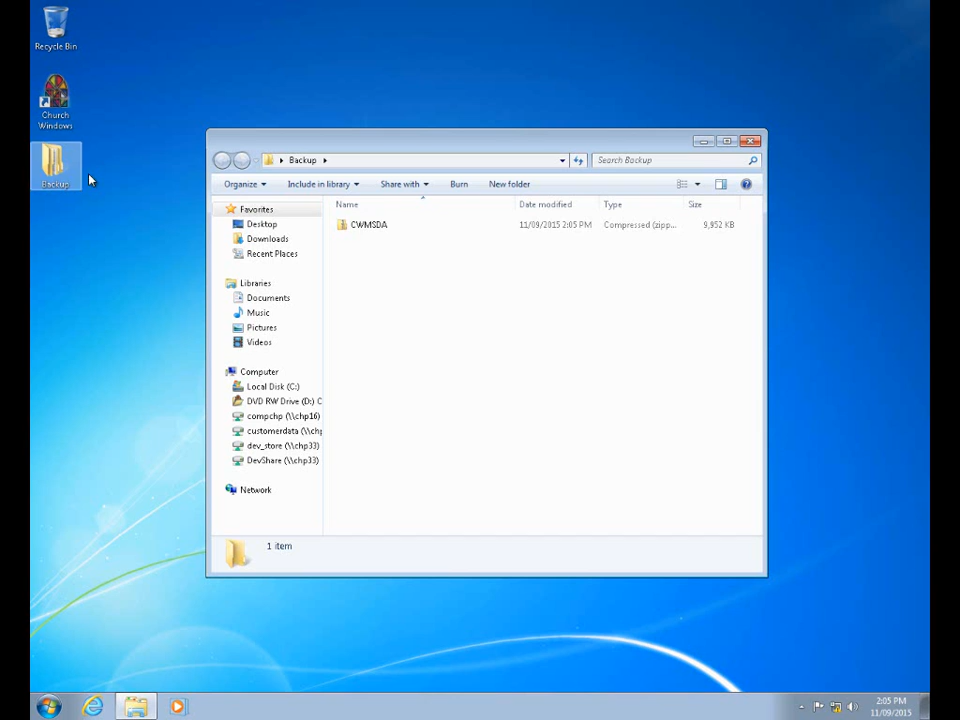 Recycle Bin
Church
Windows
Backup
Backup
Search Backup
Organize
Include in library
Share with
Burn
New folder
Name
Date modified
Type
Size
CWMSDA
11/09/2015 2:05 PM
Compressed (zipp...
9,952 KB
Favorites
Desktop
Downloads
Recent Places
Libraries
Documents
Music
Pictures
Videos
Computer
Local Disk (C:)
DVD RW Drive (D:) C
compchp (\\chp16)
customerdata (\\chp
dev_store (\\chp33)
DevShare (\\chp33)
Network
1 item
2:05 PM
11/09/2015